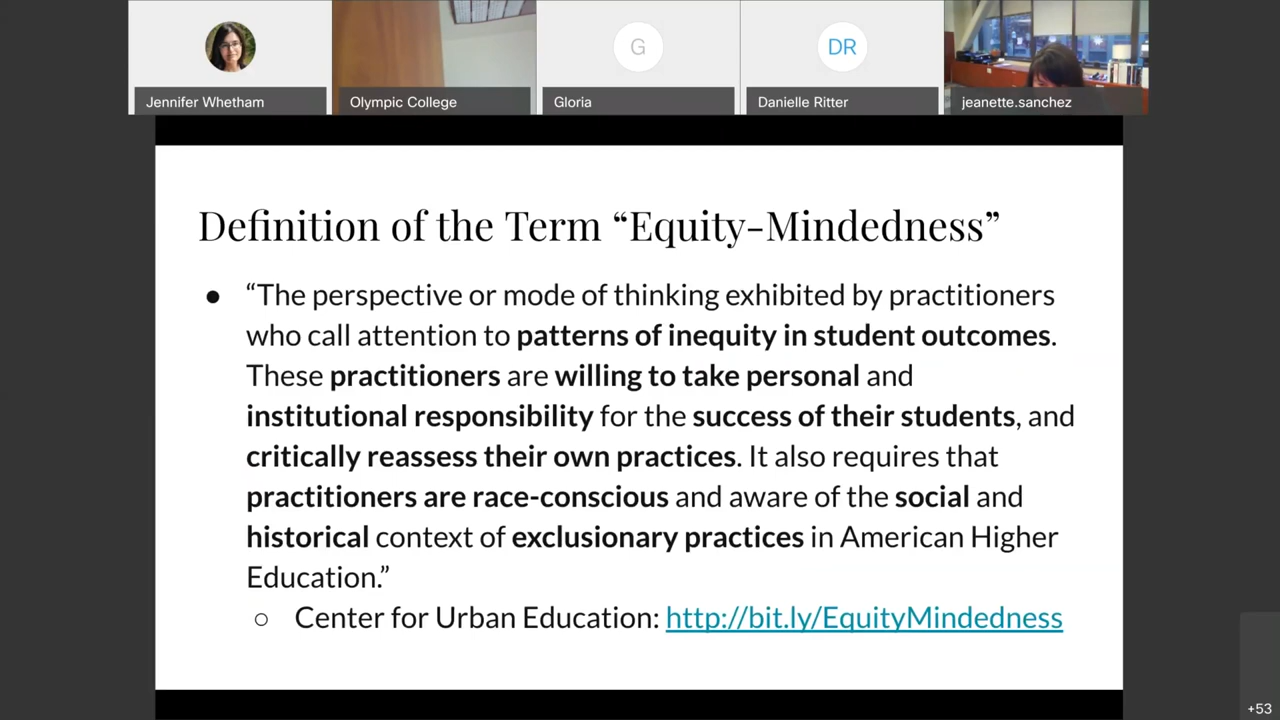 G
DR
Jennifer Whetham
Olympic College
Gloria
Danielle Ritter
jeanette.sanchez
Definition of the Term “Equity-Mindedness”
● “The perspective or mode of thinking exhibited by practitioners
who call attention to patterns of inequity in student outcomes.
These practitioners are willing to take personal and
institutional responsibility for the success of their students, and
critically reassess their own practices. It also requires that
practitioners are race-conscious and aware of the social and
historical context of exclusionary practices in American Higher
Education.”
○ Center for Urban Education: http://bit.ly/EquityMindedness
+53